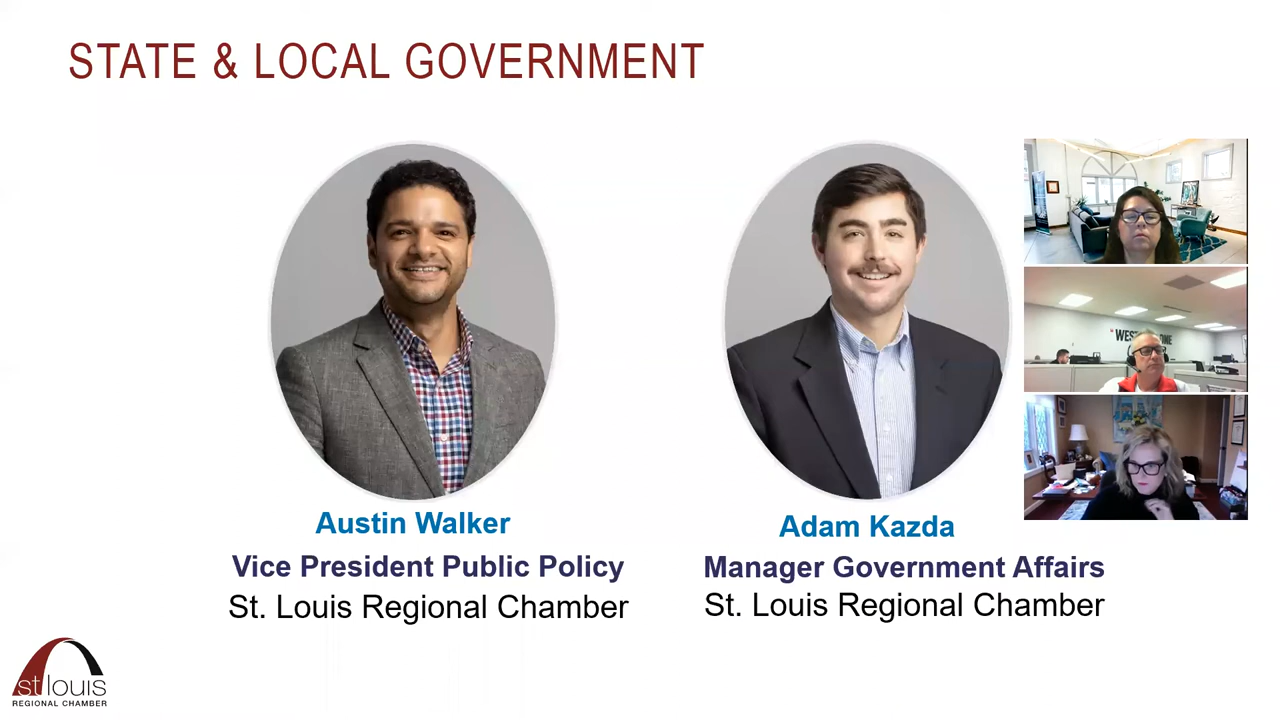 STATE & LOCAL GOVERNMENT
Austin Walker
Vice President Public Policy
St. Louis Regional Chamber
Adam Kazda
Manager Government Affairs
St. Louis Regional Chamber
st louis
REGIONAL CHAMBER